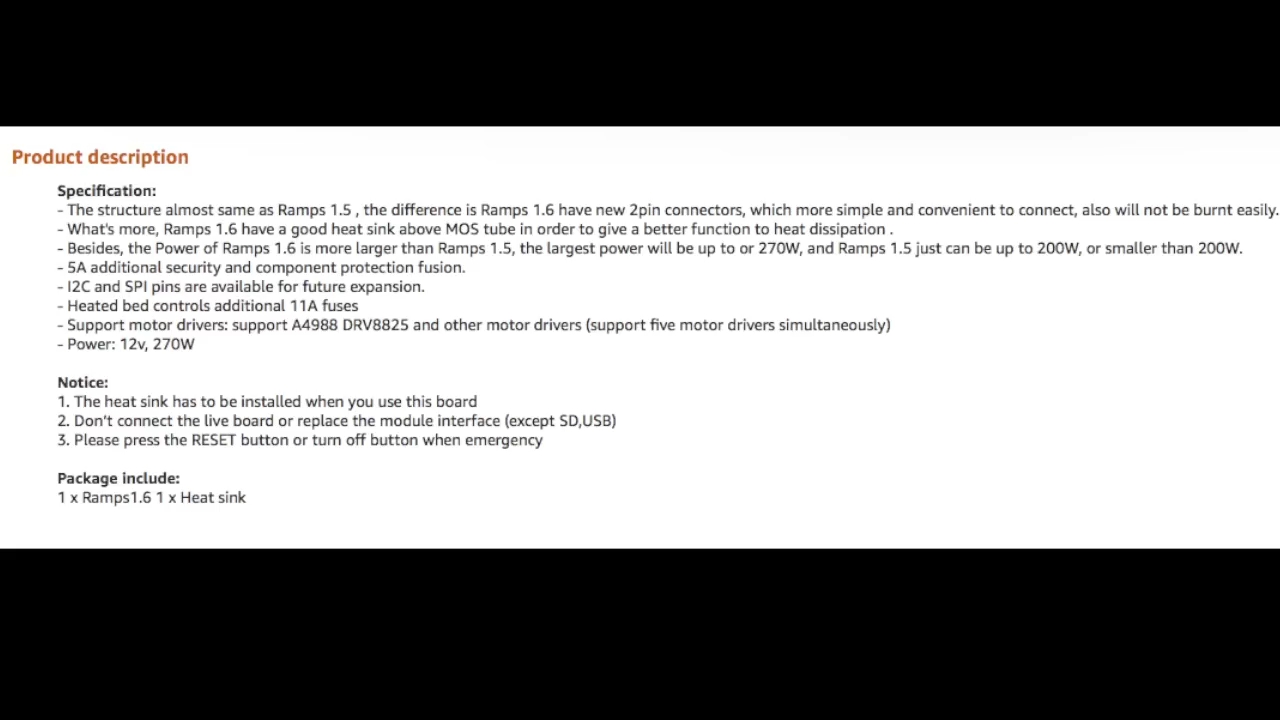 Product description
Specification:
- The structure almost same as Ramps 1.5 , the difference is Ramps 1.6 have new 2pin connectors, which more simple and convenient to connect, also will not be burnt easily.
- What's more, Ramps 1.6 have a good heat sink above MOS tube in order to give a better function to heat dissipation .
- Besides, the Power of Ramps 1.6 is more larger than Ramps 1.5, the largest power will be up to or 270W, and Ramps 1.5 just can be up to 200W, or smaller than 200W.
- 5A additional security and component protection fusion.
- I2C and SPI pins are available for future expansion.
- Heated bed controls additional 11A fuses
- Support motor drivers: support A4988 DRV8825 and other motor drivers (support five motor drivers simultaneously)
- Power: 12v, 270W
Notice:
1. The heat sink has to be installed when you use this board
2. Don't connect the live board or replace the module interface (except SD,USB)
3. Please press the RESET button or turn off button when emergency
Package include:
1 x Ramps1.6 1 x Heat sink